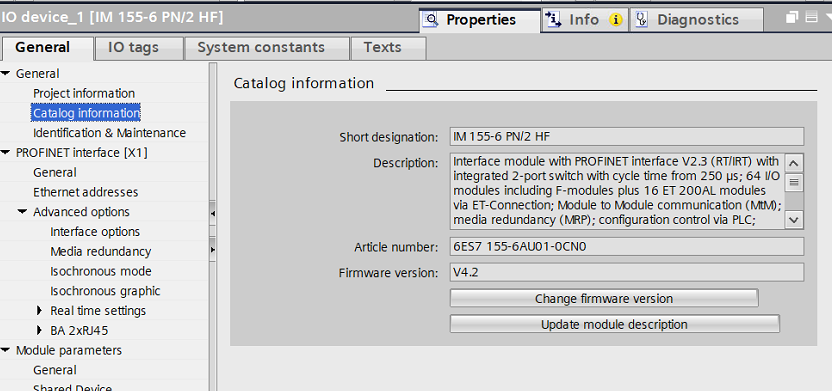 IO device_1 [IM 155-6 PN/2 HF]
Properties
Info
Diagnostics
General
IO tags
System constants
Texts
General
Project information
Catalog information
Identification & Maintenance
PROFINET interface [X1]
General
Ethernet addresses
Advanced options
Interface options
Media redundancy
Isochronous mode
Isochronous graphic
Real time settings
BA 2xRJ45
Module parameters
General
Shared Device
Catalog information
Short designation:
IM 155-6 PN/2 HF
Description:
Interface module with PROFINET interface V2.3 (RT/IRT) with
integrated 2-port switch with cycle time from 250 µs; 64 I/O
modules including F-modules plus 16 ET 200AL modules
via ET-Connection; Module to Module communication (MtM);
media redundancy (MRP); configuration control via PLC;
Article number:
6ES7 155-6AU01-0CN0
Firmware version:
V4.2
Change firmware version
Update module description